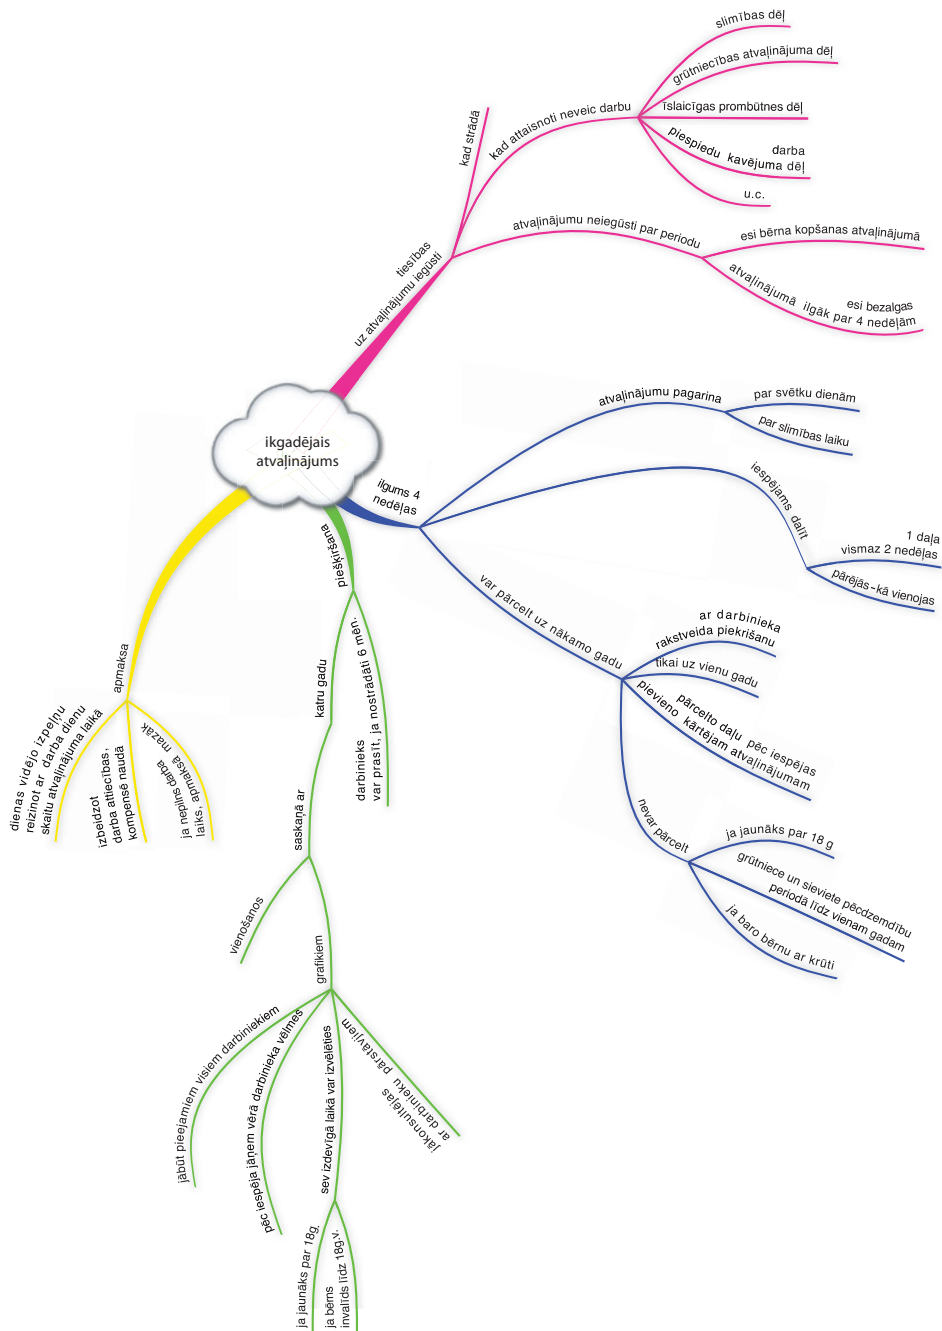 ikgadējais
atvaļinājums
tiesības
uz atvaļinājumu iegūsti
kad strādā
kad attaisnoti neveic darbu
slimības dēļ
grūtniecības atvaļinājuma dēļ
īslaicīgas prombūtnes dēļ
piespiedu darba
kavējuma dēļ
u.c.
atvaļinājumu neiegūsti par periodu
esi bērna kopšanas atvaļinājumā
esi bezalgas
atvaļinājumā ilgāk par 4 nedēļām
ilgums 4
nedēļas
atvaļinājumu pagarina
par svētku dienām
par slimības laiku
iespējams dalīt
1 daļa
vismaz 2 nedēļas
pārējās-kā vienojas
var pārcelt uz nākamo gadu
ar darbinieka
rakstveida piekrišanu
tikai uz vienu gadu
pārcelto daļu pēc iespējas
pievieno kārtējam atvaļinājumam
nevar pārcelt
ja jaunāks par 18 g
grūtniece un sieviete pēcdzemdību
periodā līdz vienam gadam
ja baro bērnu ar krūti
piešķiršana
katru gadu
darbinieks
var prasīt, ja nostrādāti 6 mēn.
saskaņā ar
vienošanos
grafikiem
jābūt pieejamiem visiem darbiniekiem
pēc iespēja jāņem vērā darbinieka vēlmes
sev izdevīgā laikā var izvēlēties
ja jaunāks par 18g.
ja bērns
invalīds līdz 18g.v.
jākonsultējas
ar darbinieku pārstāvjiem
apmaksa
dienas vidējo izpeļņu
reizinot ar darba dienu
skaitu atvaļinājuma laikā
izbeidzot
darba attiecības,
kompensē naudā
ja nepilns darba
laiks, apmaksā mazāk